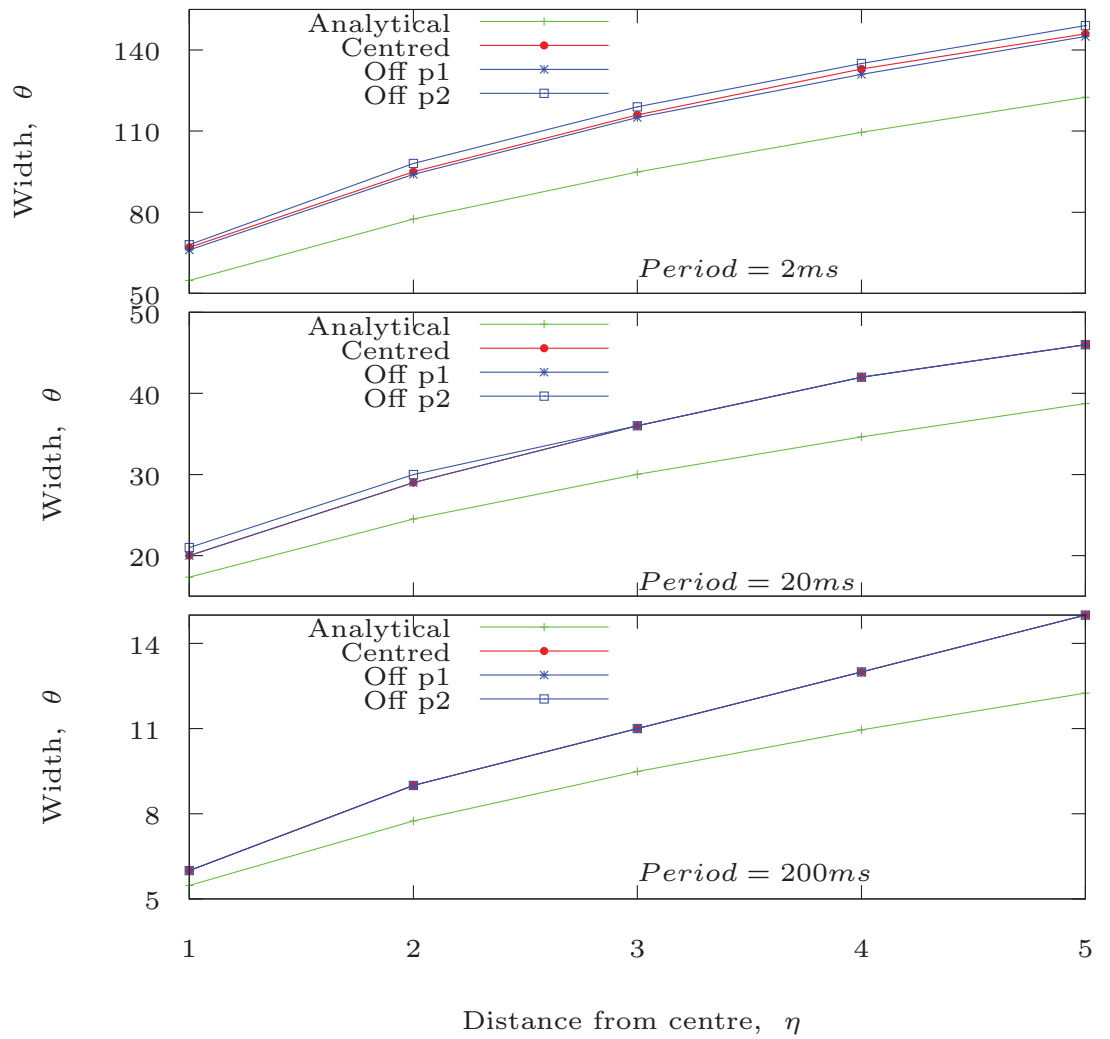 140
110
80
50
Width, θ
Analytical
Centred
Off p1
Off p2
Period = 2ms
50
40
30
20
Width, θ
Analytical
Centred
Off p1
Off p2
Period = 20ms
14
11
8
5
Width, θ
Analytical
Centred
Off p1
Off p2
Period = 200ms
1 2 3 4 5
Distance from centre, η